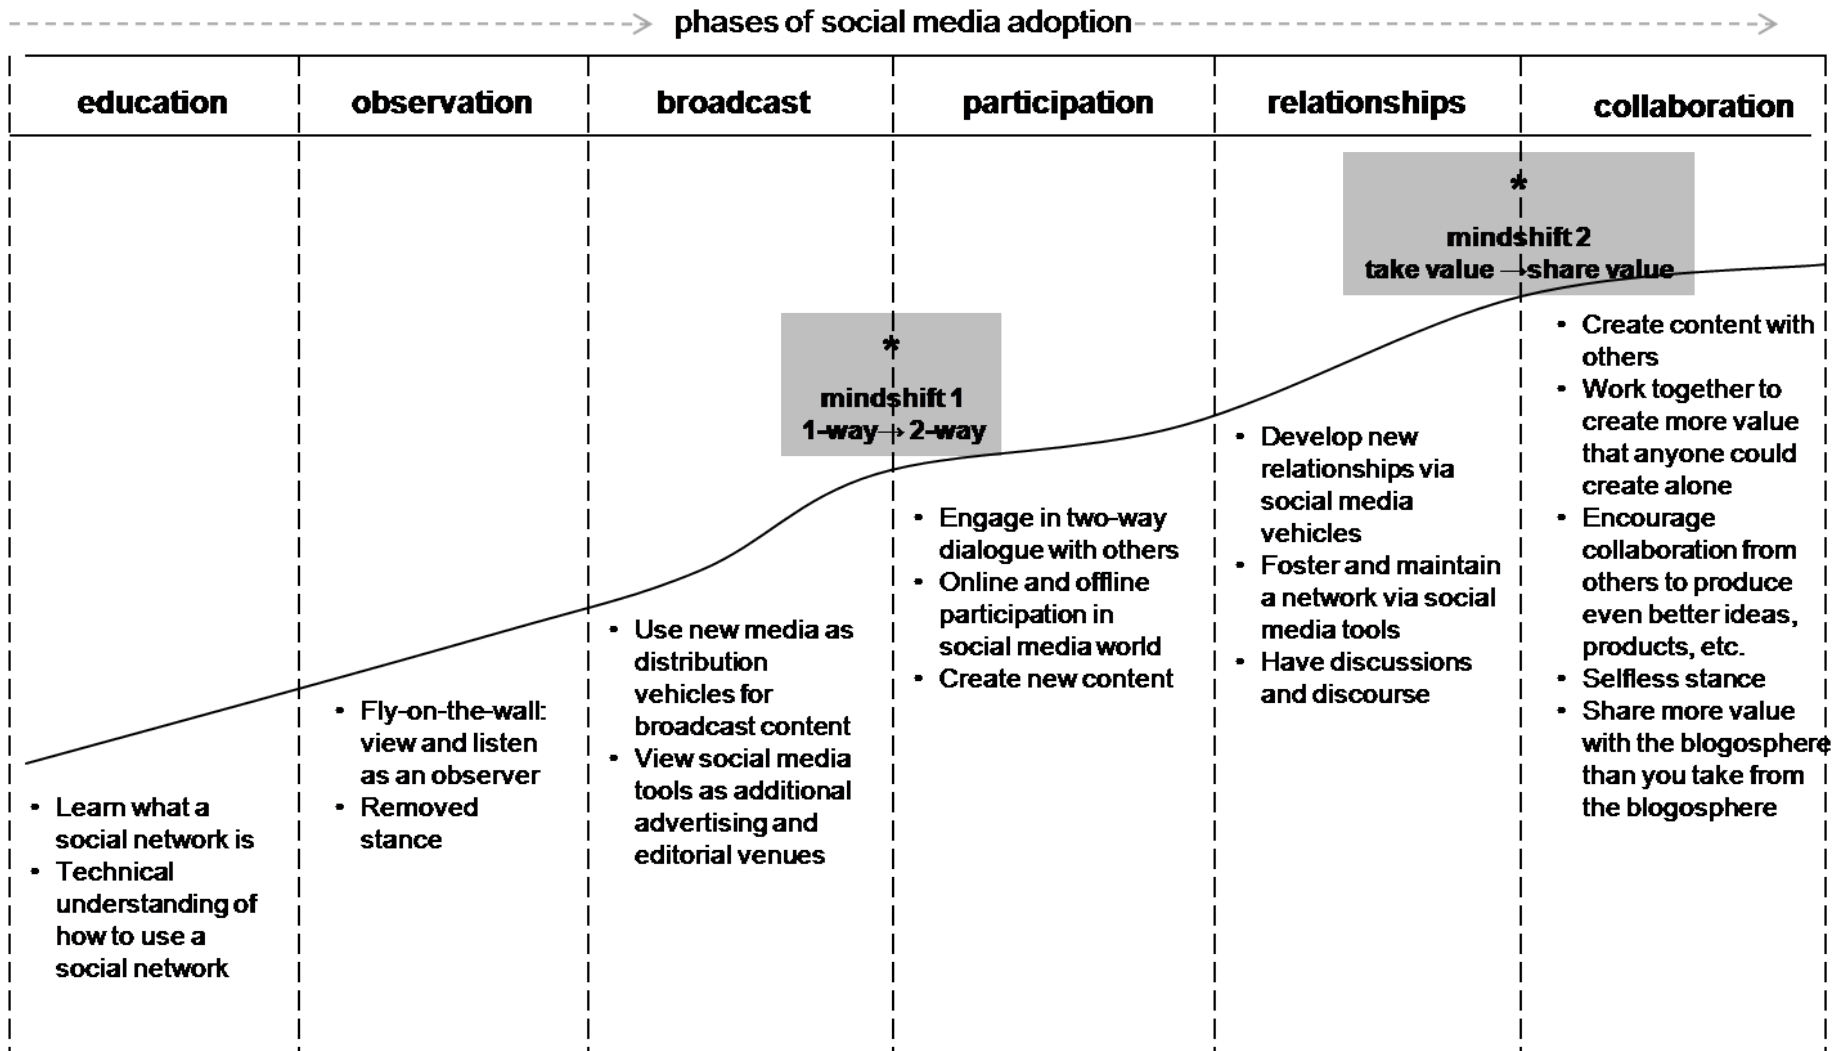 phases of social media adoption
education
observation
broadcast
participation
relationships
collaboration
*
mindshift 2
take value → share value
*
mindshift 1
1-way → 2-way
• Learn what a
social network is
• Technical
understanding of
how to use a
social network
• Fly-on-the-wall:
view and listen
as an observer
• Removed
stance
• Use new media as
distribution
vehicles for
broadcast content
• View social media
tools as additional
advertising and
editorial venues
• Engage in two-way
dialogue with others
• Online and offline
participation in
social media world
• Create new content
• Develop new
relationships via
social media
vehicles
• Foster and maintain
a network via social
media tools
• Have discussions
and discourse
• Create content with
others
• Work together to
create more value
that anyone could
create alone
• Encourage
collaboration from
others to produce
even better ideas,
products, etc.
• Selfless stance
• Share more value
with the blogosphere
than you take from
the blogosphere